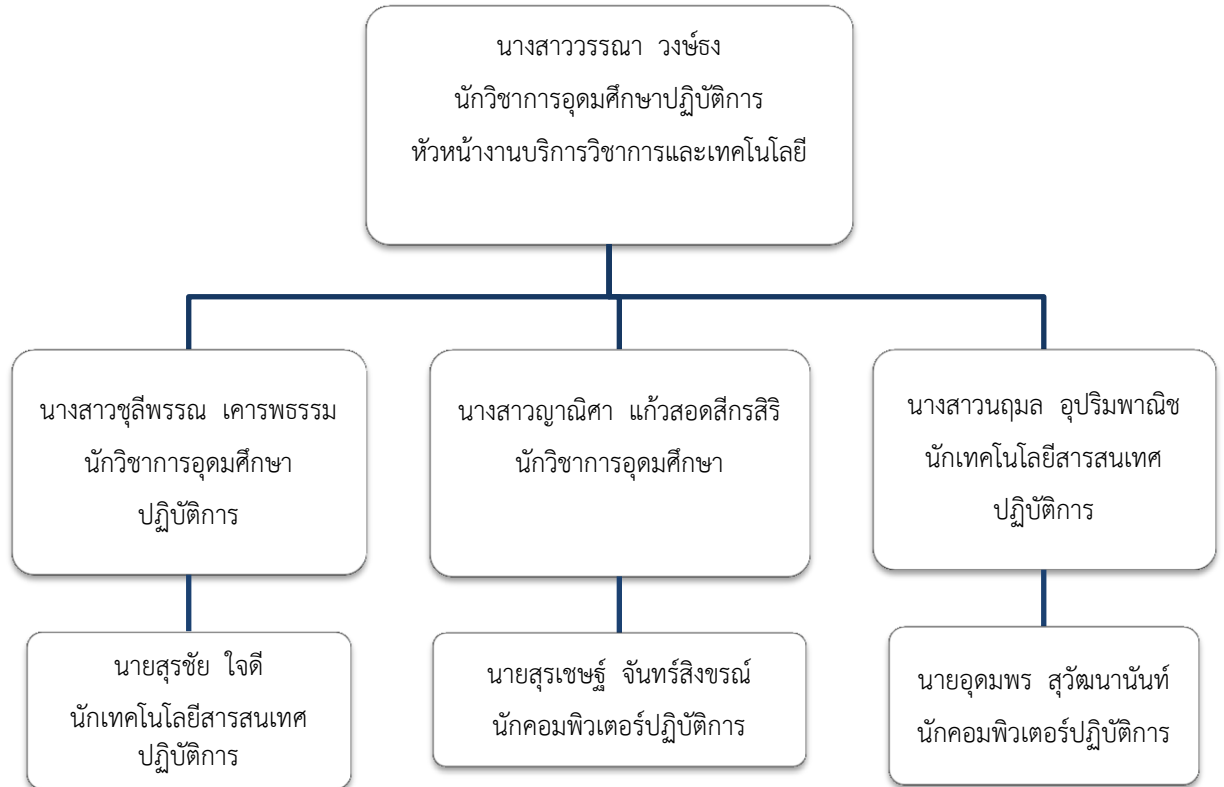 นางสาววรรณา วงษ์ธง
นักวิชาการอุดมศึกษาปฏิบัติการ
หัวหน้างานบริการวิชาการและเทคโนโลยี
นางสาวชุลีพรรณ เคารพธรรม
นักวิชาการอุดมศึกษา
ปฏิบัติการ
นางสาวญาณิศา แก้วสอดสีกรสิริ
นักวิชาการอุดมศึกษา
นางสาวนฤมล อุปริมพาณิช
นักเทคโนโลยีสารสนเทศ
ปฏิบัติการ
นายสุรชัย ใจดี
นักเทคโนโลยีสารสนเทศ
ปฏิบัติการ
นายสุรเชษฐ์ จันทร์สิงขรณ์
นักคอมพิวเตอร์ปฏิบัติการ
นายอุดมพร สุวัฒนานันท์
นักคอมพิวเตอร์ปฏิบัติการ